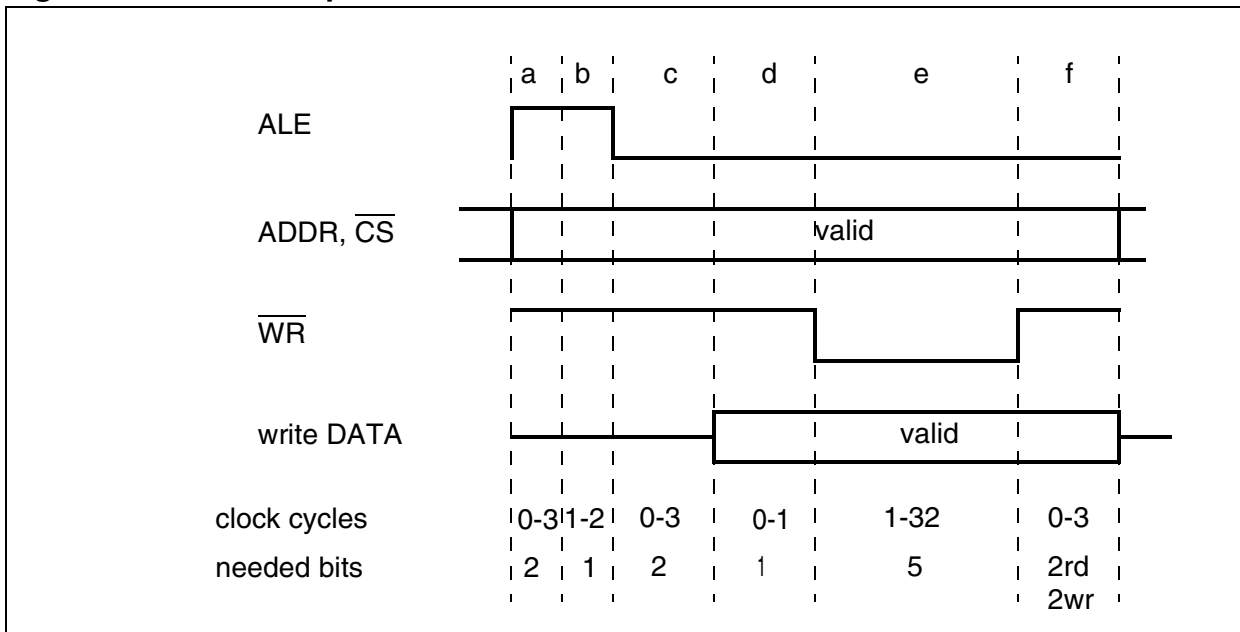 a b c d e f
ALE
ADDR, CS valid
WR
write DATA valid
clock cycles 0-3 1-2 0-3 0-1 1-32 0-3
needed bits 2 1 2 1 5 2rd
2wr